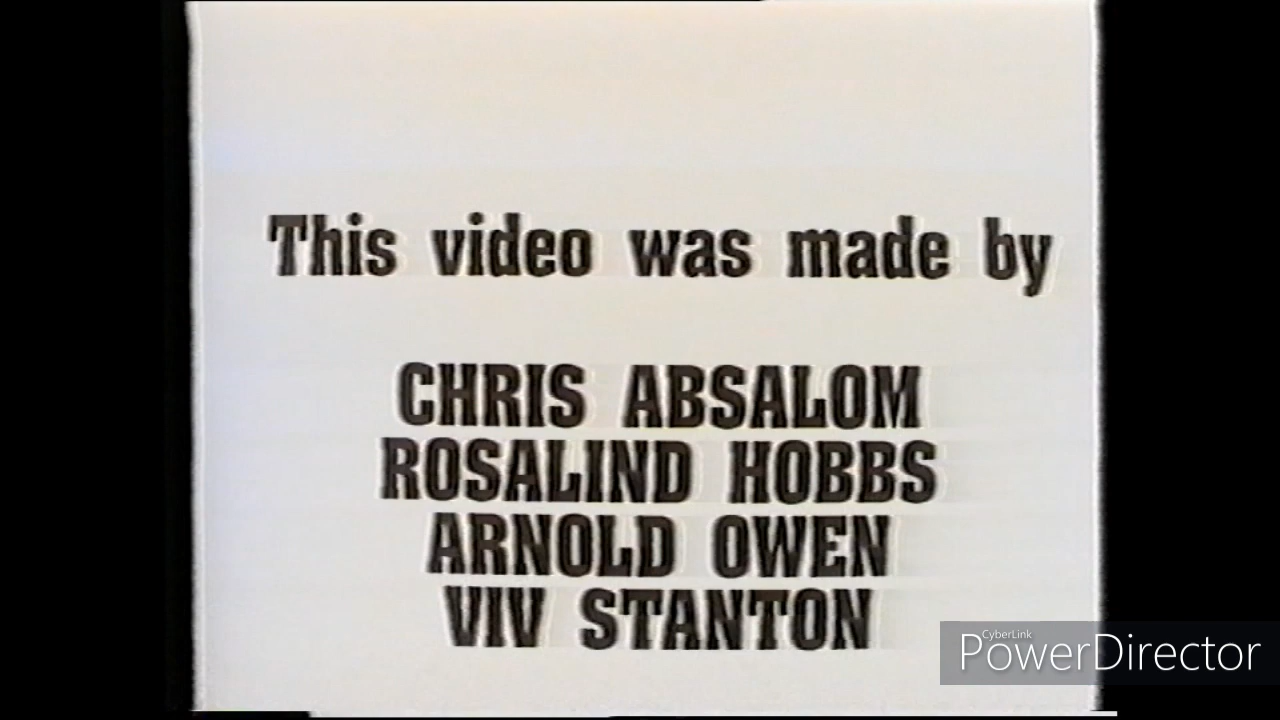 This video was made by
CHRIS ABSALOM
ROSALIND HOBBS
ARNOLD OWEN
VIV STANTON
CyberLink
PowerDirector